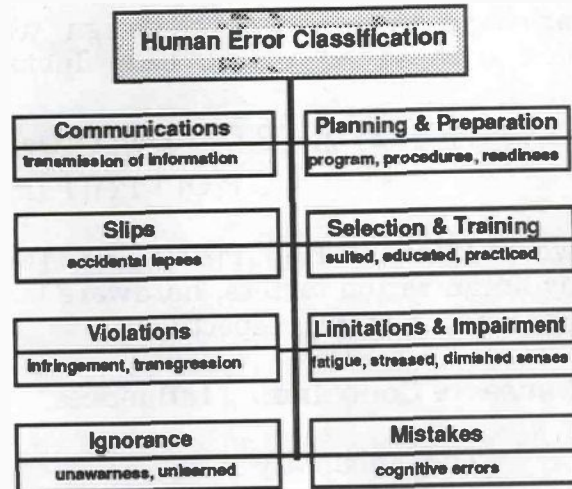 Human Error Classification
Communications
transmission of information
Planning & Preparation
program, procedures, readiness
Slips
accidental lapses
Selection & Training
suited, educated, practiced
Violations
infringement, transgression
Limitations & Impairment
fatigue, stressed, dimished senses
Ignorance
unawarness, unlearned
Mistakes
cognitive errors